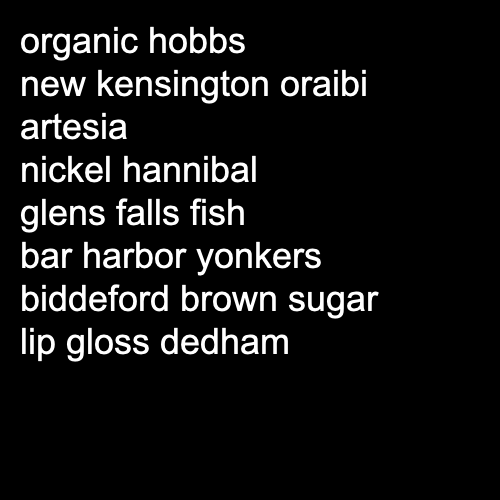 organic hobbs
new kensington oraibi
artesia
nickel hannibal
glens falls fish
bar harbor yonkers
biddeford brown sugar
lip gloss dedham